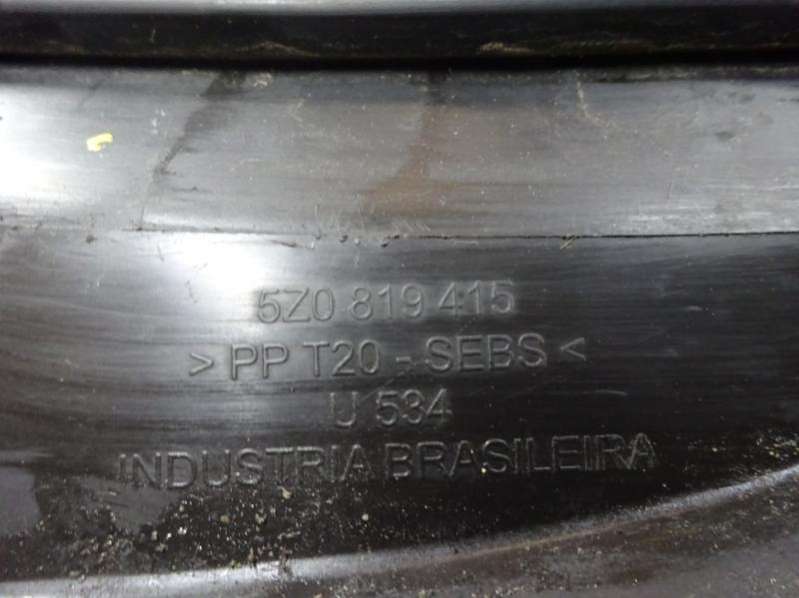 5Z0 819 415
> PP T20 - SEBS <
U 534
INDUSTRIA BRASILEIRA